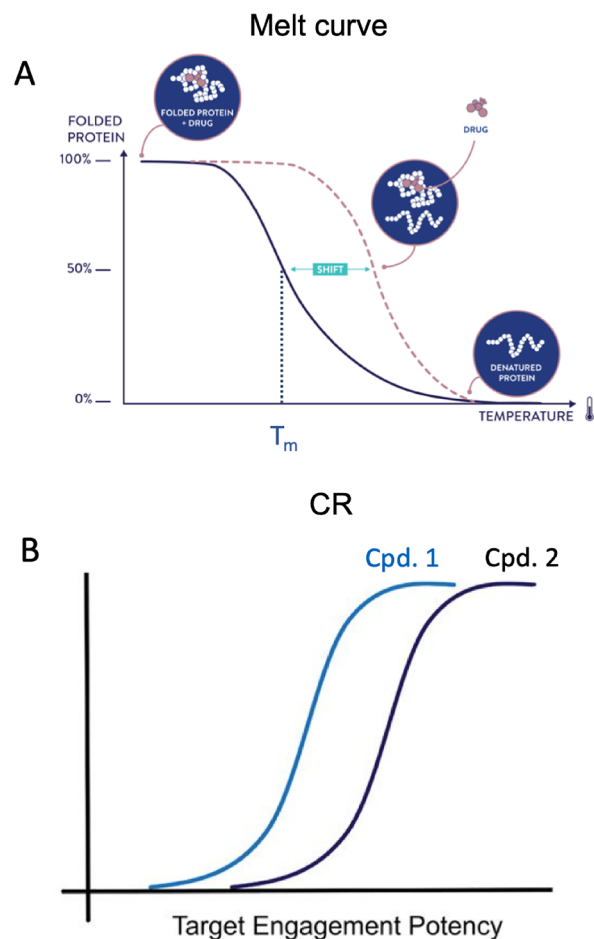 Melt curve
A
FOLDED
PROTEIN
100%
FOLDED PROTEIN
+ DRUG
DRUG
50%
SHIFT
DENATURED
PROTEIN
0%
TEMPERATURE
Tm
CR
B
Cpd. 1
Cpd. 2
Target Engagement Potency